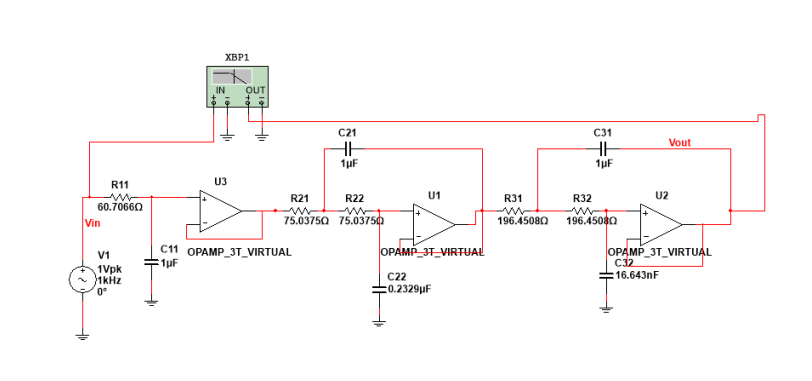 XBP1
IN OUT
+ − + −
C21
1µF
C31
1µF
Vout
R11
60.7066Ω
U3
R21
75.0375Ω
R22
75.0375Ω
U1
R31
196.4508Ω
R32
196.4508Ω
U2
Vin
V1
1Vpk
1kHz
0°
C11
1µF
OPAMP_3T_VIRTUAL
OPAMP_3T_VIRTUAL
OPAMP_3T_VIRTUAL
C22
0.2329µF
C32
16.643nF